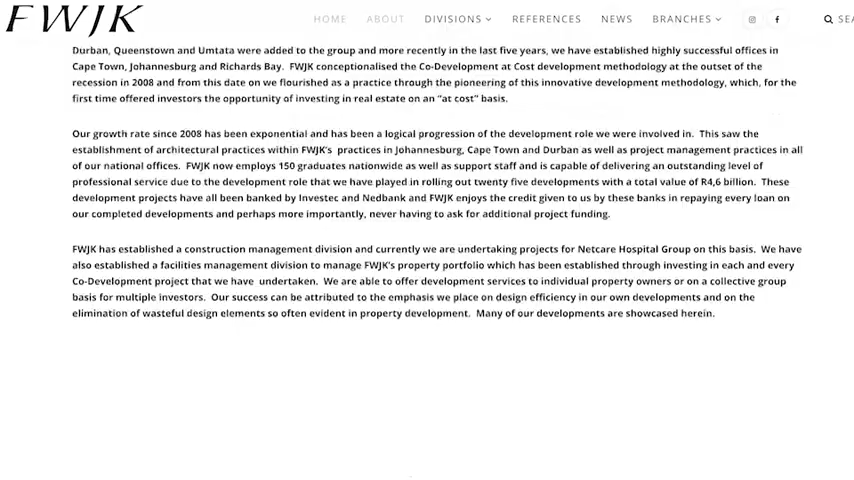 FWJK
HOME ABOUT DIVISIONS REFERENCES NEWS BRANCHES
Durban, Queenstown and Umtata were added to the group and more recently in the last five years, we have established highly successful offices in
Cape Town, Johannesburg and Richards Bay. FWJK conceptionalised the Co-Development at Cost development methodology at the outset of the
recession in 2008 and from this date on we flourished as a practice through the pioneering of this innovative development methodology, which, for the
first time offered investors the opportunity of investing in real estate on an “at cost” basis.
Our growth rate since 2008 has been exponential and has been a logical progression of the development role we were involved in. This saw the
establishment of architectural practices within FWJK’s practices in Johannesburg, Cape Town and Durban as well as project management practices in all
of our national offices. FWJK now employs 150 graduates nationwide as well as support staff and is capable of delivering an outstanding level of
professional service due to the development role that we have played in rolling out twenty five developments with a total value of R4,6 billion. These
development projects have all been banked by Investec and Nedbank and FWJK enjoys the credit given to us by these banks in repaying every loan on
our completed developments and perhaps more importantly, never having to ask for additional project funding.
FWJK has established a construction management division and currently we are undertaking projects for Netcare Hospital Group on this basis. We have
also established a facilities management division to manage FWJK’s property portfolio which has been established through investing in each and every
Co-Development project that we have undertaken. We are able to offer development services to individual property owners or on a collective group
basis for multiple investors. Our success can be attributed to the emphasis we place on design efficiency in our own developments and on the
elimination of wasteful design elements so often evident in property development. Many of our developments are showcased herein.